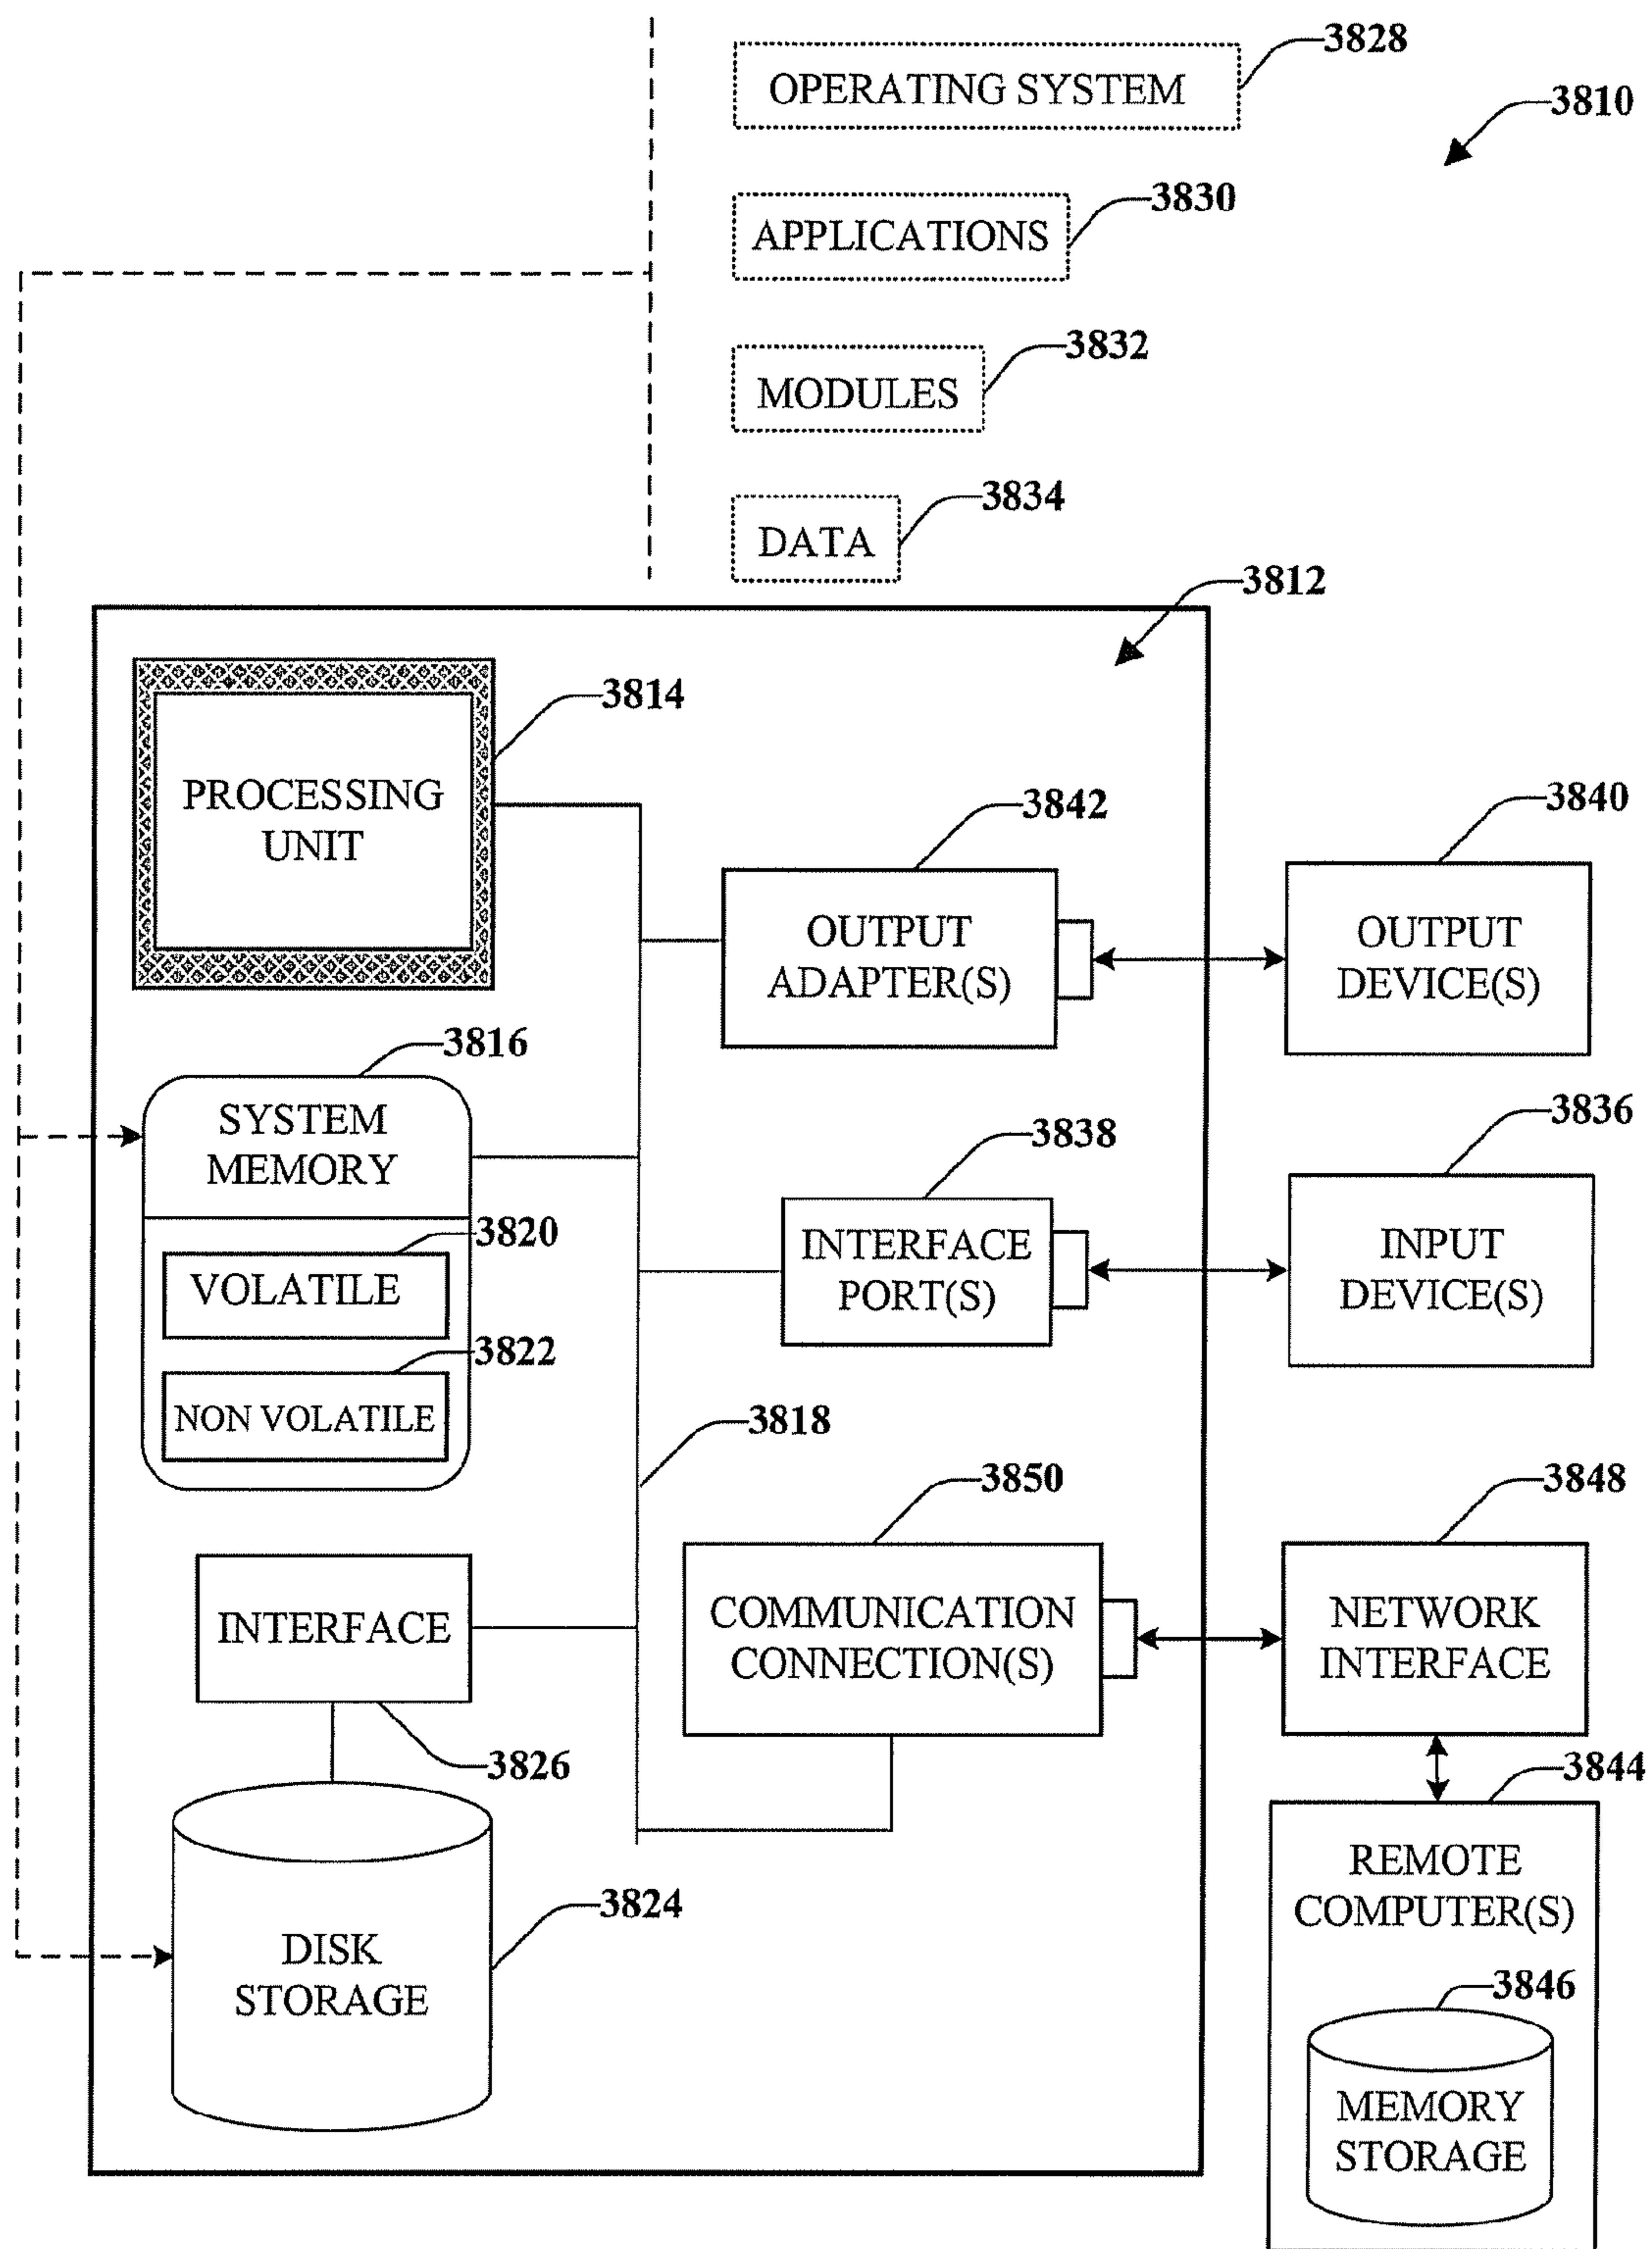 3828
OPERATING SYSTEM
3810
3830
APPLICATIONS
3832
MODULES
3834
DATA
3812
3814
PROCESSING
UNIT
3842
OUTPUT
ADAPTER(S)
3840
OUTPUT
DEVICE(S)
3816
SYSTEM
MEMORY
3820
VOLATILE
3822
NON VOLATILE
3838
INTERFACE
PORT(S)
3836
INPUT
DEVICE(S)
3818
3850
COMMUNICATION
CONNECTION(S)
3848
NETWORK
INTERFACE
INTERFACE
3826
3844
REMOTE
COMPUTER(S)
3824
DISK
STORAGE
3846
MEMORY
STORAGE